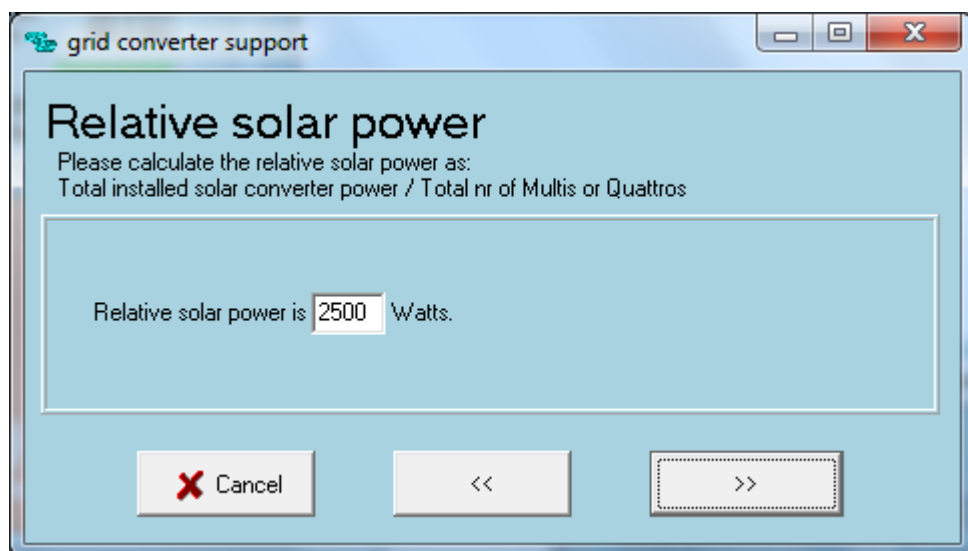 grid converter support
Relative solar power
Please calculate the relative solar power as:
Total installed solar converter power / Total nr of Multis or Quattros
Relative solar power is 2500 Watts.
Cancel << >>